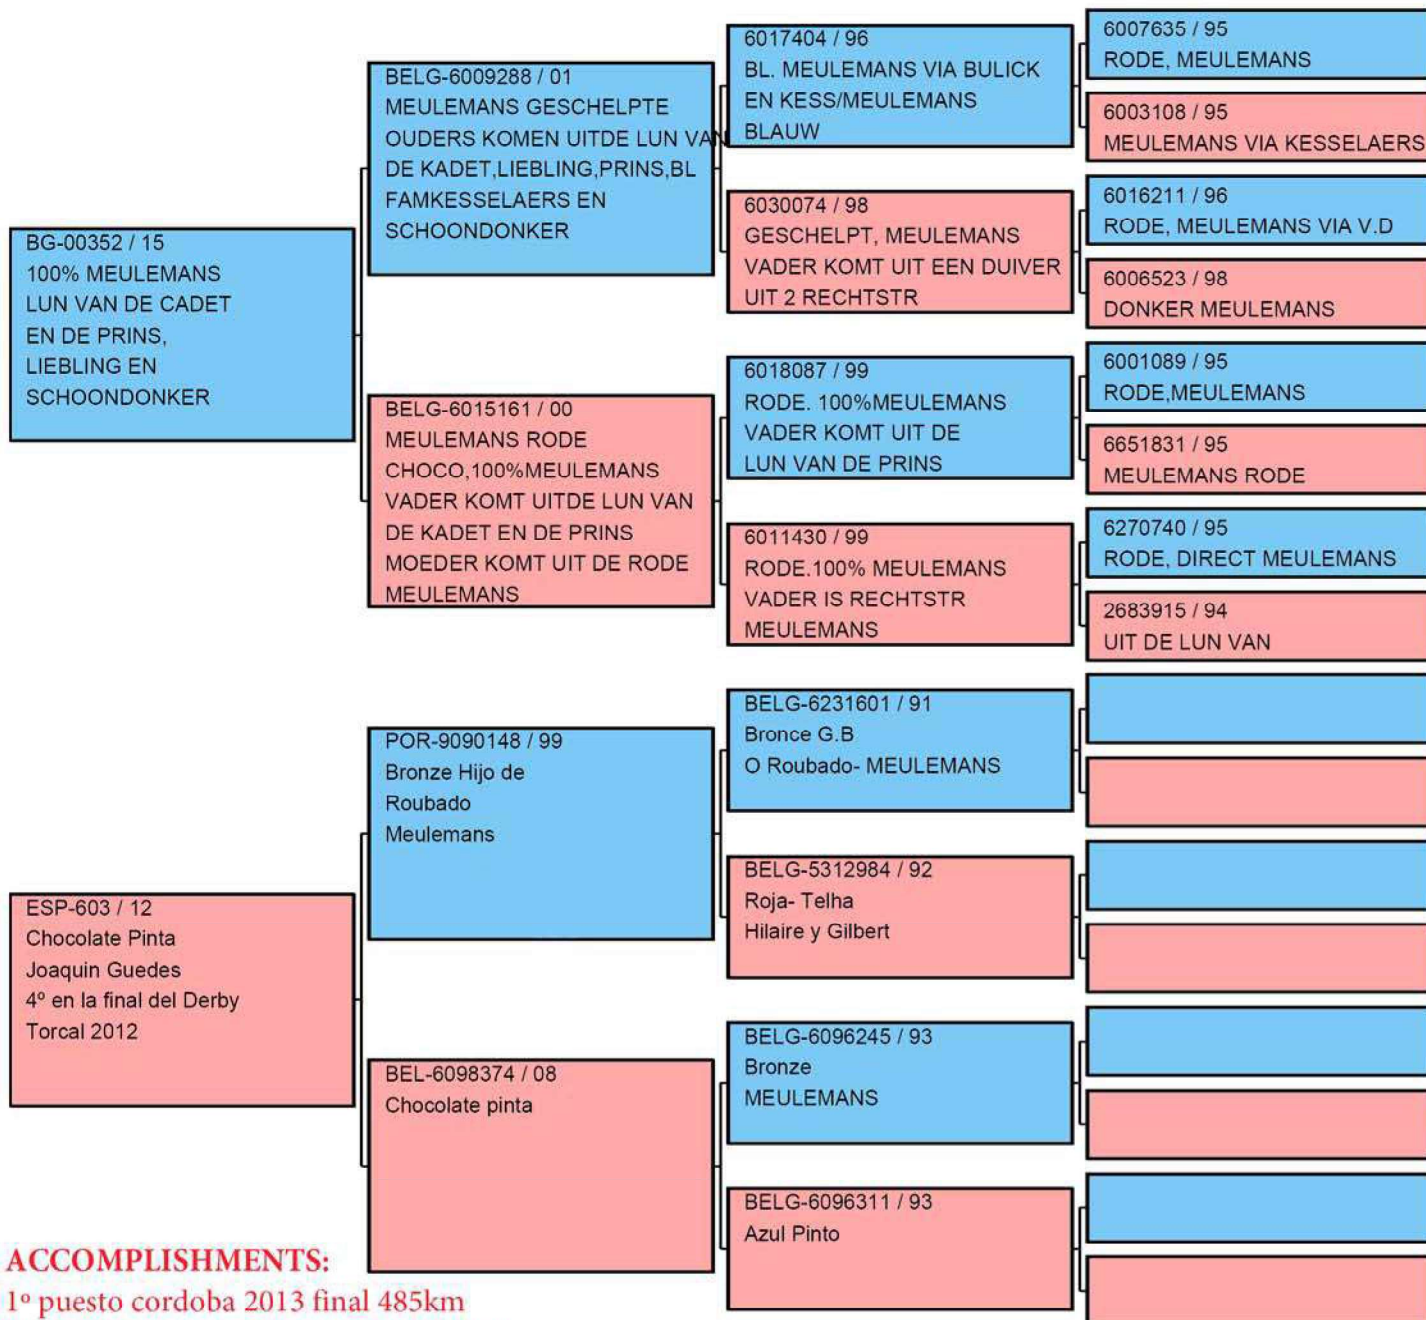 BG-00352 / 15
100% MEULEMANS
LUN VAN DE CADET
EN DE PRINS,
LIEBLING EN
SCHOONDONKER
ESP-603 / 12
Chocolate Pinta
Joaquin Guedes
4º en la final del Derby
Torcal 2012
BELG-6009288 / 01
MEULEMANS GESCHELPTE
OUDERS KOMEN UITDE LUN VAN
DE KADET,LIEBLING,PRINS,BL
FAMKESSELAERS EN
SCHOONDONKER
BELG-6015161 / 00
MEULEMANS RODE
CHOCO,100%MEULEMANS
VADER KOMT UITDE LUN VAN
DE KADET EN DE PRINS
MOEDER KOMT UIT DE RODE
MEULEMANS
POR-9090148 / 99
Bronze Hijo de
Roubado
Meulemans
BEL-6098374 / 08
Chocolate pinta
6017404 / 96
BL. MEULEMANS VIA BULICK
EN KESS/MEULEMANS
BLAUW
6030074 / 98
GESCHELPT, MEULEMANS
VADER KOMT UIT EEN DUIVER
UIT 2 RECHTSTR
6018087 / 99
RODE. 100%MEULEMANS
VADER KOMT UIT DE
LUN VAN DE PRINS
6011430 / 99
RODE.100% MEULEMANS
VADER IS RECHTSTR
MEULEMANS
BELG-6231601 / 91
Bronce G.B
O Roubado- MEULEMANS
BELG-5312984 / 92
Roja- Telha
Hilaire y Gilbert
BELG-6096245 / 93
Bronze
MEULEMANS
BELG-6096311 / 93
Azul Pinto
6007635 / 95
RODE, MEULEMANS
6003108 / 95
MEULEMANS VIA KESSELAERS
6016211 / 96
RODE, MEULEMANS VIA V.D
6006523 / 98
DONKER MEULEMANS
6001089 / 95
RODE,MEULEMANS
6651831 / 95
MEULEMANS RODE
6270740 / 95
RODE, DIRECT MEULEMANS
2683915 / 94
UIT DE LUN VAN
ACCOMPLISHMENTS:
1º puesto cordoba 2013 final 485km